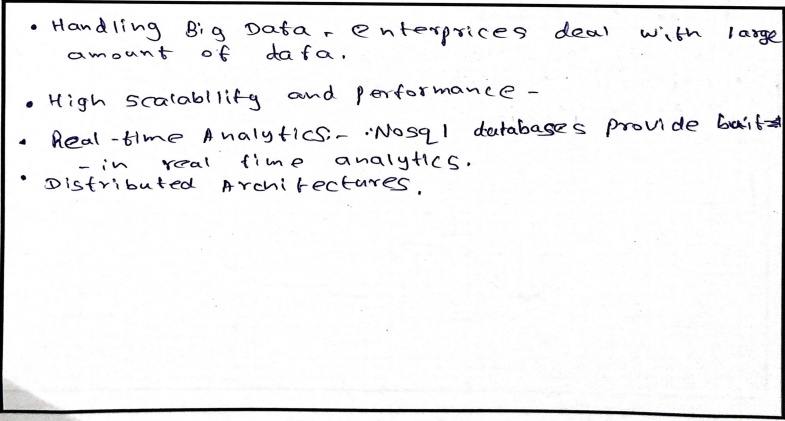 • Handling Big Data - enterprices deal with large
amount of data.
• High scalability and performance -
• Real-time Analytics:- Nosql databases provide built
- in real time analytics.
• Distributed Architectures.